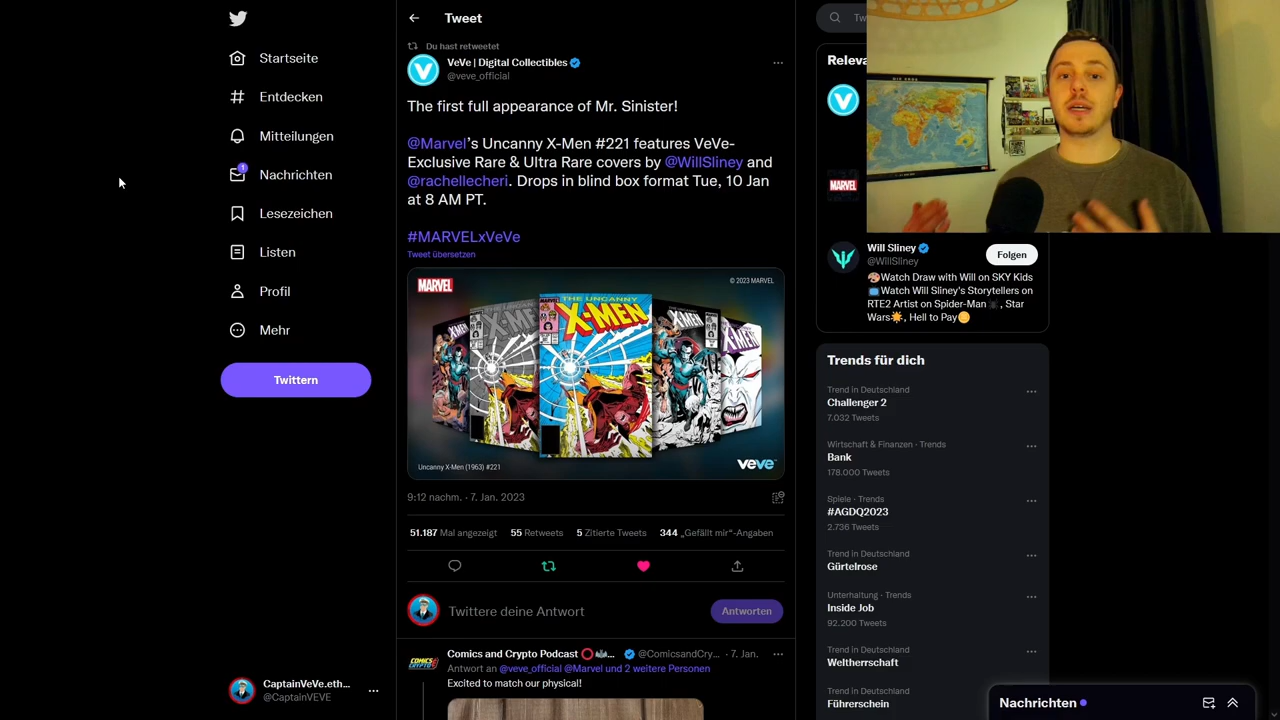 Startseite
Entdecken
Mitteilungen
1
Nachrichten
Lesezeichen
Listen
Profil
Mehr
Twittern
CaptainVeVe.eth...
@CaptainVEVE
Tweet
Du hast retweetet
VeVe | Digital Collectibles
@veve_official
The first full appearance of Mr. Sinister!
@Marvel's Uncanny X-Men #221 features VeVe-
Exclusive Rare & Ultra Rare covers by @WillSliney and
@rachellecheri. Drops in blind box format Tue, 10 Jan
at 8 AM PT.
#MARVELxVeVe
Tweet übersetzen
MARVEL
© 2023 MARVEL
THE UNCANNY
X-MEN
Uncanny X-Men (1963) #221
veve
9:12 nachm. · 7. Jan. 2023
51.187 Mal angezeigt 55 Retweets 5 Zitierte Tweets 344 „Gefällt mir“-Angaben
Twittere deine Antwort
Antworten
Comics and Crypto Podcast
@ComicsandCry... · 7. Jan.
Antwort an @veve_official @Marvel und 2 weitere Personen
Excited to match our physical!
Tw
Releva
MARVEL
Will Sliney
@WillSliney
Folgen
🎨Watch Draw with Will on SKY Kids
📺Watch Will Sliney's Storytellers on
RTE2 Artist on Spider-Man🕷, Star
Wars🌟, Hell to Pay🪙
Trends für dich
Trend in Deutschland
Challenger 2
7.032 Tweets
Wirtschaft & Finanzen · Trends
Bank
178.000 Tweets
Spiele · Trends
#AGDQ2023
2.736 Tweets
Trend in Deutschland
Gürtelrose
Unterhaltung · Trends
Inside Job
92.200 Tweets
Trend in Deutschland
Weltherrschaft
Trend in Deutschland
Führerschein
Nachrichten